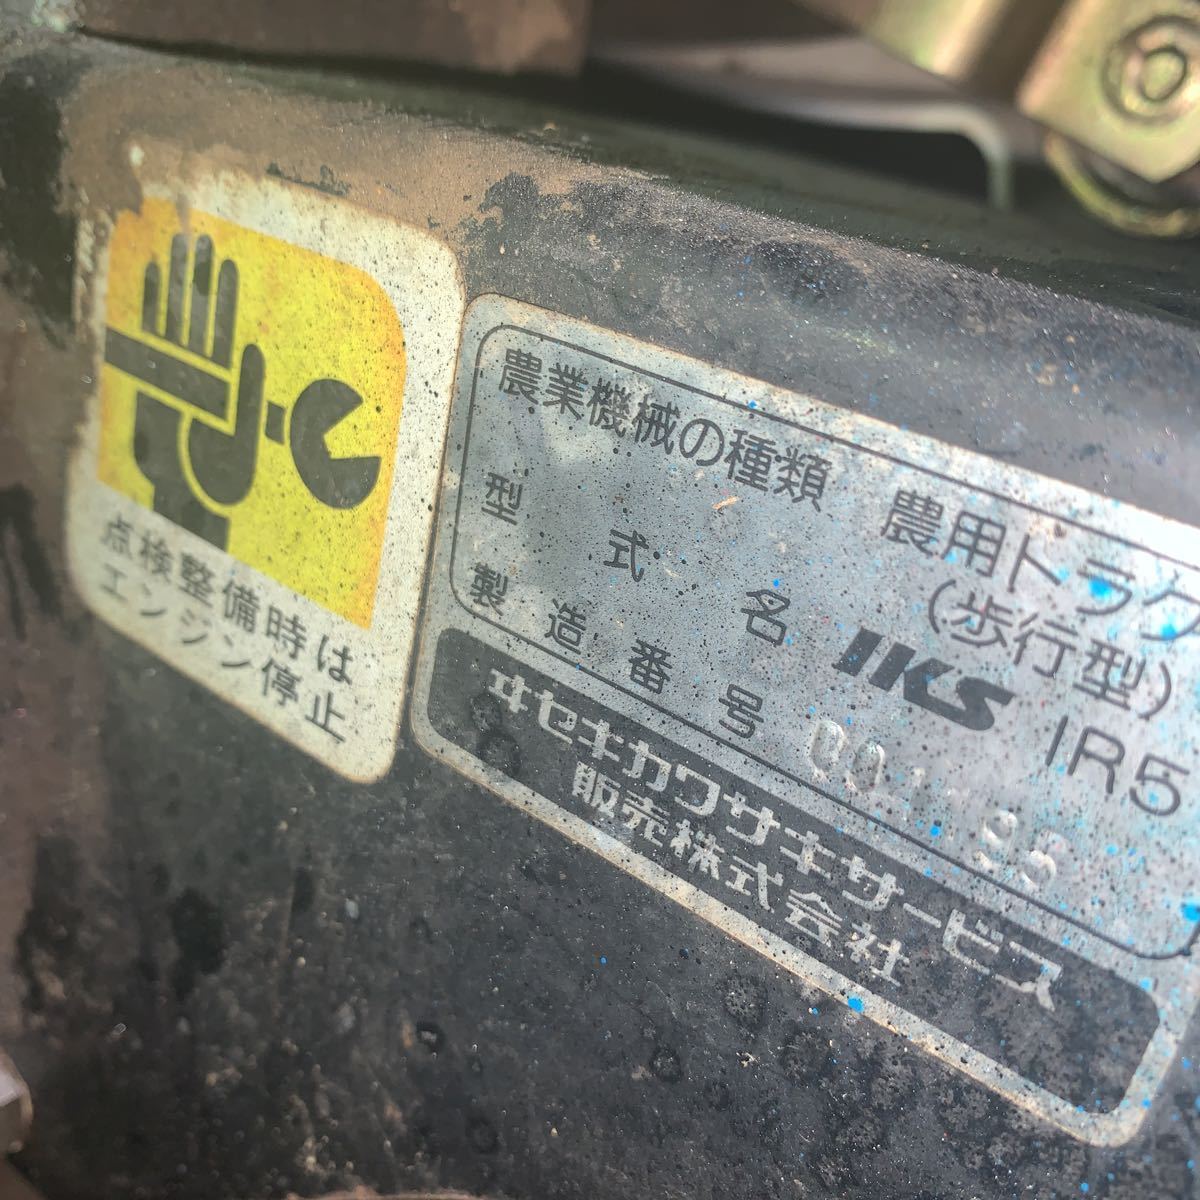 点検整備時は
エンジン停止
農業機械の種類 農用トラク
(歩行型)
型式名 IKS IR5
製造番号
ヰセキカワサキサービス
販売株式会社